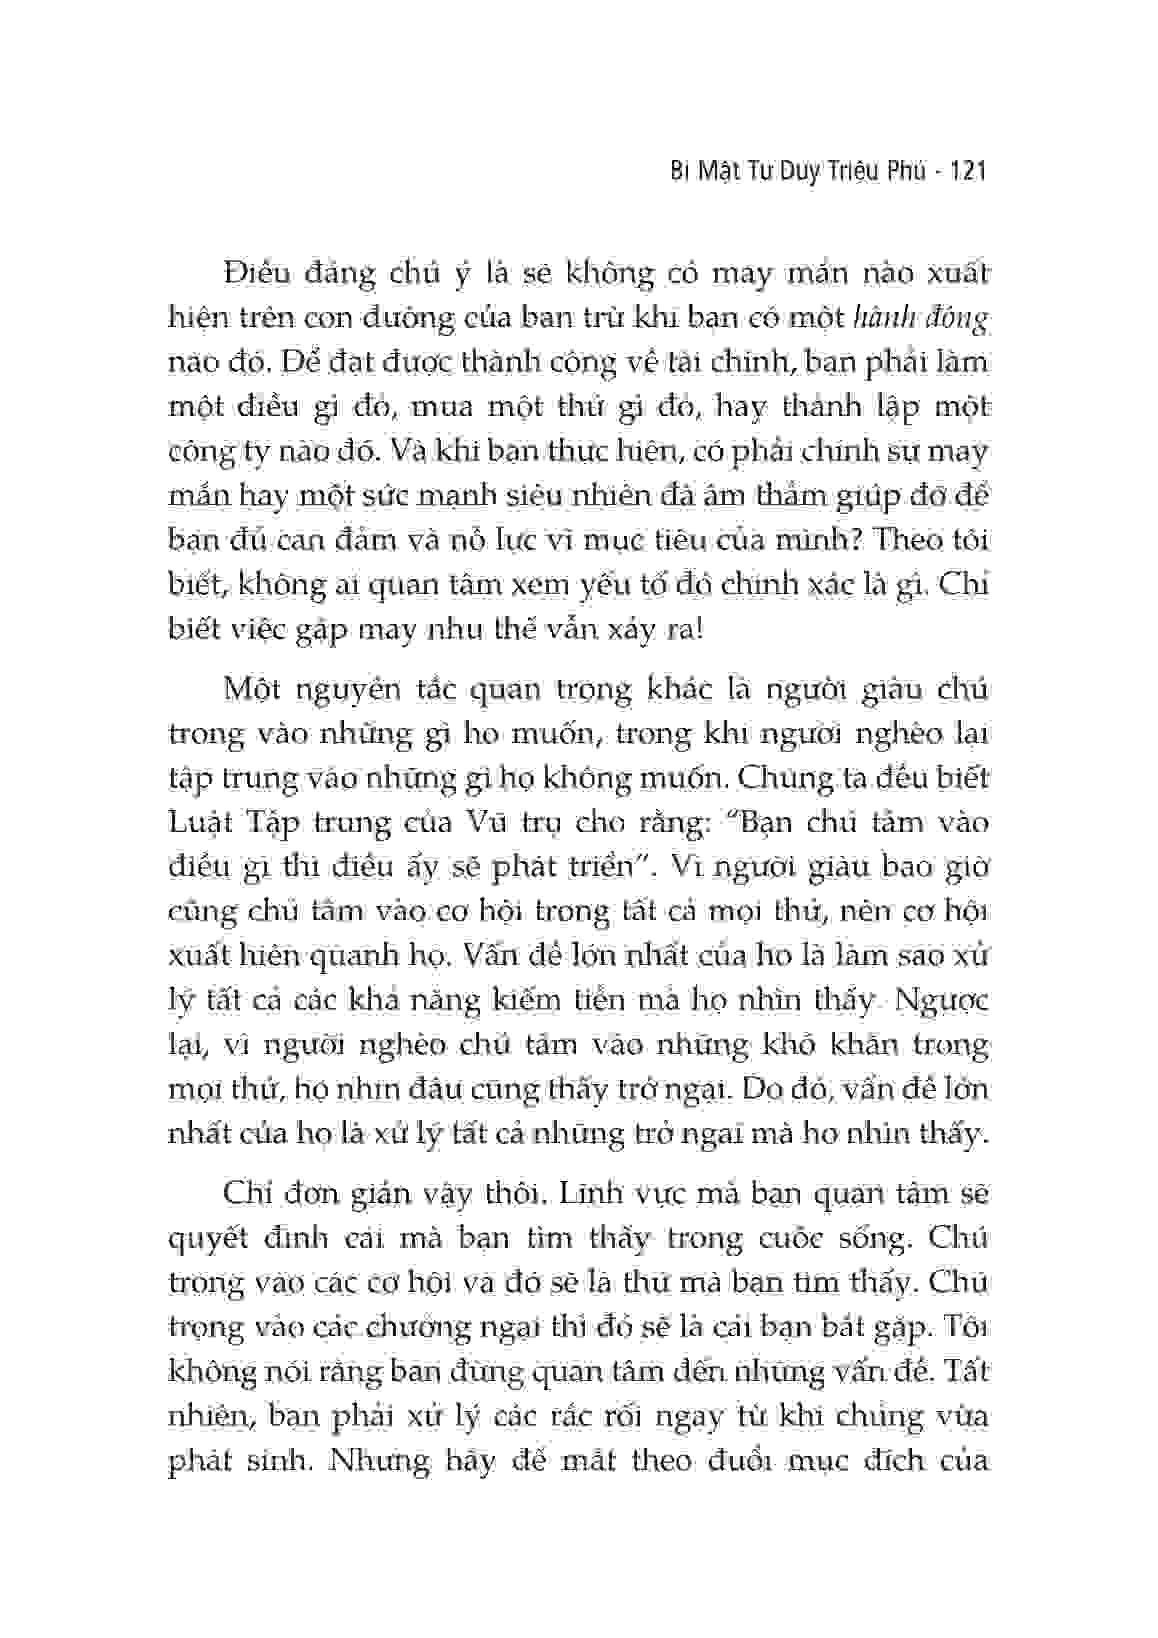 Bí Mật Tư Duy Triệu Phú - 121
Điều đáng chú ý là sẽ không có may mắn nào xuất
hiện trên con đường của bạn trừ khi bạn có một hành động
nào đó. Để đạt được thành công về tài chính, bạn phải làm
một điều gì đó, mua một thứ gì đó, hay thành lập một
công ty nào đó. Và khi bạn thực hiện, có phải chính sự may
mắn hay một sức mạnh siêu nhiên đã âm thầm giúp đỡ để
bạn đủ can đảm và nỗ lực vì mục tiêu của mình? Theo tôi
biết, không ai quan tâm xem yếu tố đó chính xác là gì. Chỉ
biết việc gặp may như thế vẫn xảy ra!
Một nguyên tắc quan trọng khác là người giàu chú
trọng vào những gì họ muốn, trong khi người nghèo lại
tập trung vào những gì họ không muốn. Chúng ta đều biết
Luật Tập trung của Vũ trụ cho rằng: “Bạn chú tâm vào
điều gì thì điều ấy sẽ phát triển”. Vì người giàu bao giờ
cũng chú tâm vào cơ hội trong tất cả mọi thứ, nên cơ hội
xuất hiện quanh họ. Vấn đề lớn nhất của họ là làm sao xử
lý tất cả các khả năng kiếm tiền mà họ nhìn thấy. Ngược
lại, vì người nghèo chú tâm vào những khó khăn trong
mọi thứ, họ nhìn đâu cũng thấy trở ngại. Do đó, vấn đề lớn
nhất của họ là xử lý tất cả những trở ngại mà họ nhìn thấy.
Chỉ đơn giản vậy thôi. Lĩnh vực mà bạn quan tâm sẽ
quyết định cái mà bạn tìm thấy trong cuộc sống. Chú
trọng vào các cơ hội và đó sẽ là thứ mà bạn tìm thấy. Chú
trọng vào các chướng ngại thì đó sẽ là cái bạn bắt gặp. Tôi
không nói rằng bạn đừng quan tâm đến những vấn đề. Tất
nhiên, bạn phải xử lý các rắc rối ngay từ khi chúng vừa
phát sinh. Nhưng hãy để mắt theo đuổi mục đích của